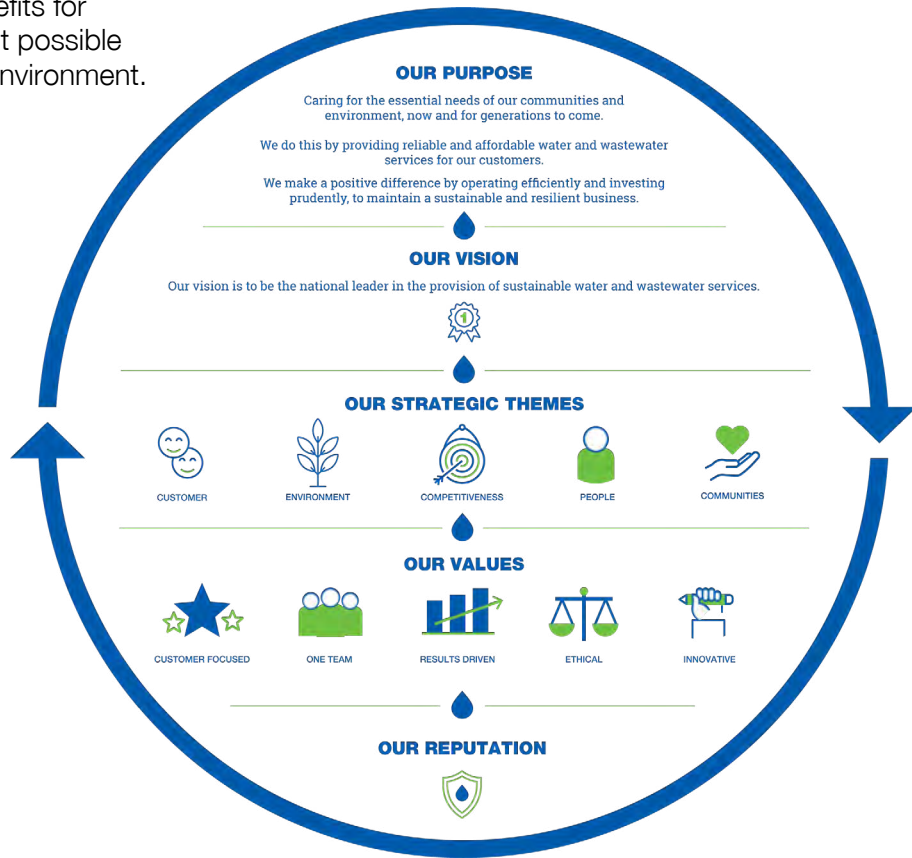 efits for
t possible
nvironment.
OUR PURPOSE
Caring for the essential needs of our communities and
environment, now and for generations to come.
We do this by providing reliable and affordable water and wastewater
services for our customers.
We make a positive difference by operating efficiently and investing
prudently, to maintain a sustainable and resilient business.
OUR VISION
Our vision is to be the national leader in the provision of sustainable water and wastewater services.
1
OUR STRATEGIC THEMES
CUSTOMER ENVIRONMENT COMPETITIVENESS PEOPLE COMMUNITIES
OUR VALUES
CUSTOMER FOCUSED ONE TEAM RESULTS DRIVEN ETHICAL INNOVATIVE
OUR REPUTATION